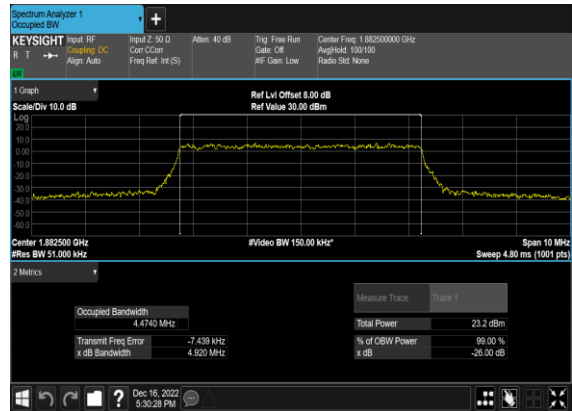 Spectrum Analyzer 1
Occupied BW
+
KEYSIGHT Input: RF Input Z: 50 Ω Atten: 40 dB Trig: Free Run Center Freq: 1.882500000 GHz
R T Coupling: DC Corr CCorr Gate: Off Avg|Hold: 100/100
Align: Auto Freq Ref: Int (S) #IF Gain: Low Radio Std: None
1 Graph
Ref Lvl Offset 8.00 dB
Scale/Div 10.0 dB Ref Value 30.00 dBm
Log
20.0
10.0
0.00
-10.0
-20.0
-30.0
-40.0
-50.0
-60.0
Center 1.882500 GHz #Video BW 150.00 kHz* Span 10 MHz
#Res BW 51.000 kHz Sweep 4.80 ms (1001 pts)
2 Metrics
Measure Trace Trace 1
Occupied Bandwidth
4.4740 MHz Total Power 23.2 dBm
Transmit Freq Error -7.439 kHz % of OBW Power 99.00 %
x dB Bandwidth 4.920 MHz x dB -26.00 dB
? Dec 16, 2022
5:30:28 PM